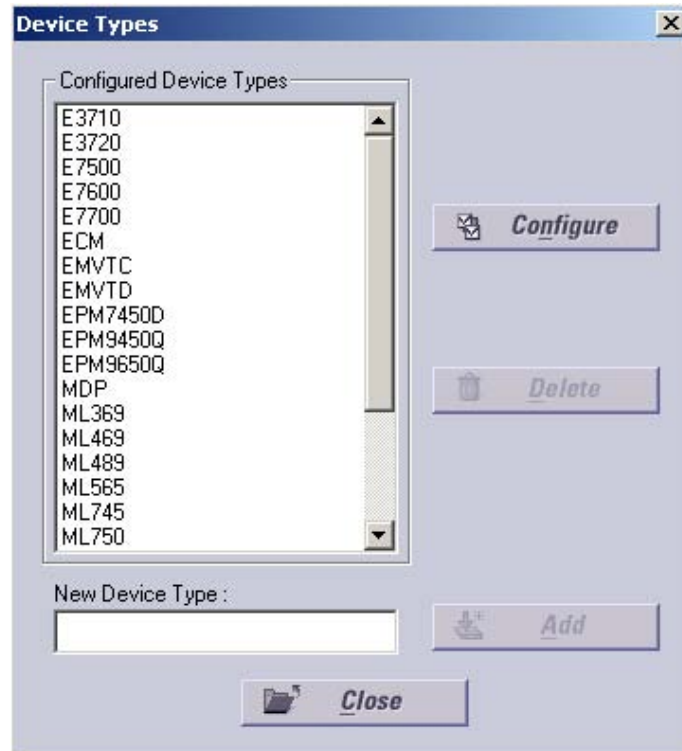 Device Types
Configured Device Types
E3710
E3720
E7500
E7600
E7700
ECM
EMVTC
EMVTD
EPM7450D
EPM9450Q
EPM9650Q
MDP
ML369
ML469
ML489
ML565
ML745
ML750
Configure
Delete
New Device Type :
Add
Close